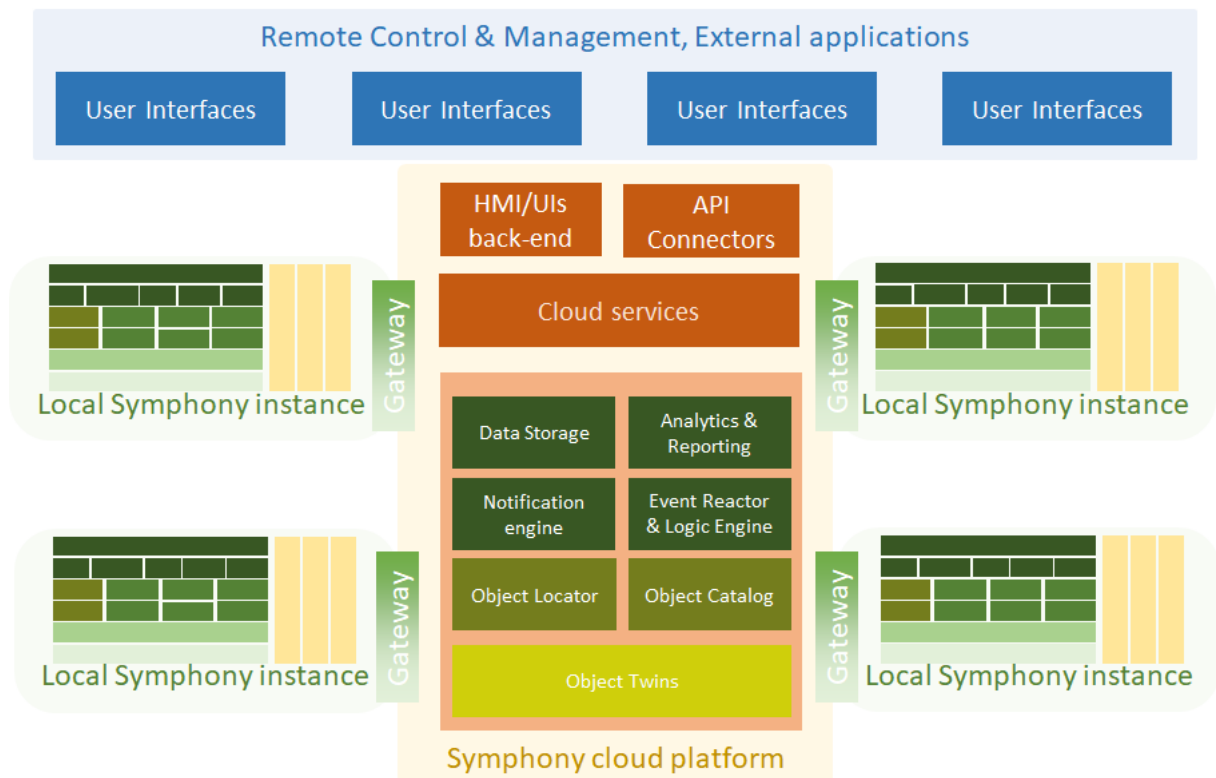 Remote Control & Management, External applications
User Interfaces
User Interfaces
User Interfaces
User Interfaces
HMI/UIs
back-end
API
Connectors
Cloud services
Gateway
Local Symphony instance
Gateway
Local Symphony instance
Data Storage
Analytics &
Reporting
Notification
engine
Event Reactor
& Logic Engine
Object Locator
Object Catalog
Gateway
Local Symphony instance
Gateway
Local Symphony instance
Object Twins
Symphony cloud platform